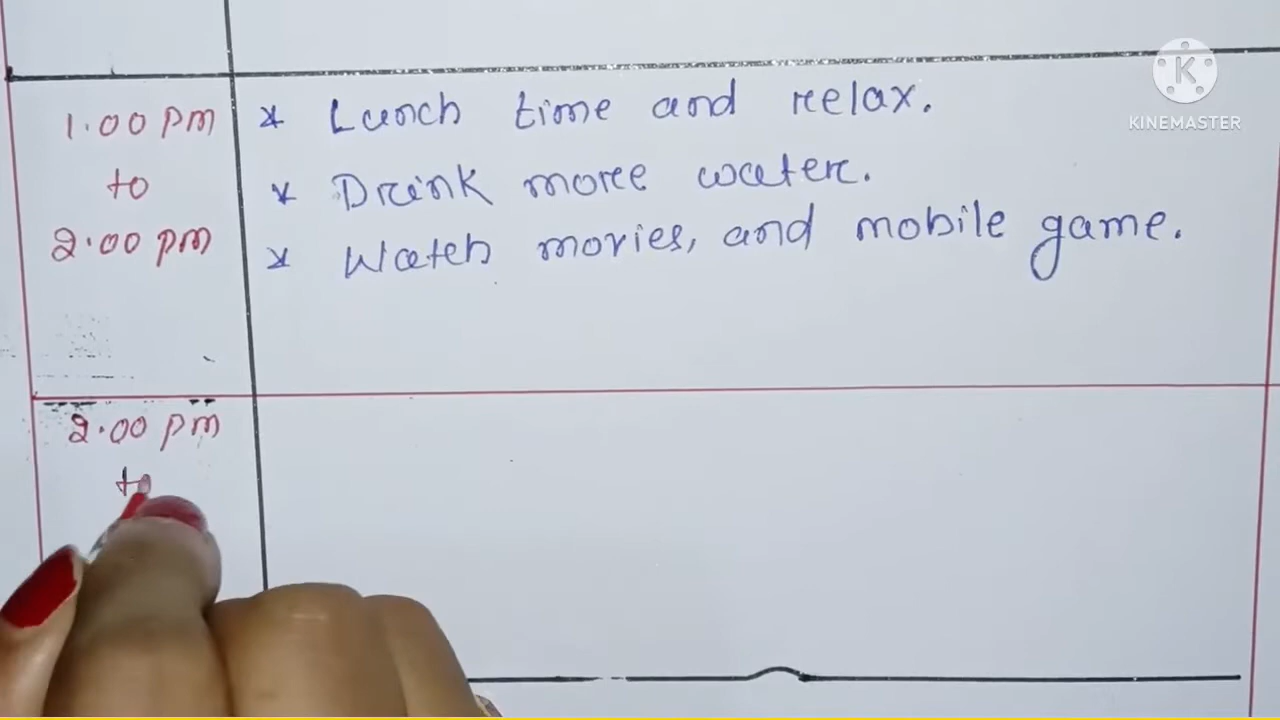 1.00 pm * Lunch time and relax.
to * Drink more water.
2.00 pm * Watch movies, and mobile game.
2.00 pm
to
KINEMASTER